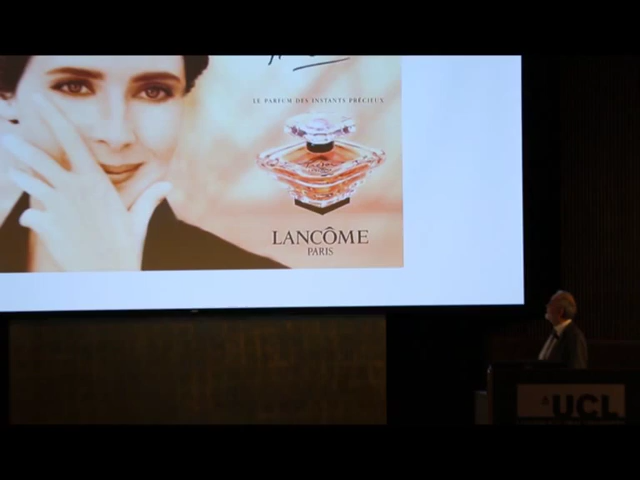 LE PARFUM DES INSTANTS PRÉCIEUX
LANCÔME
PARIS
UCL